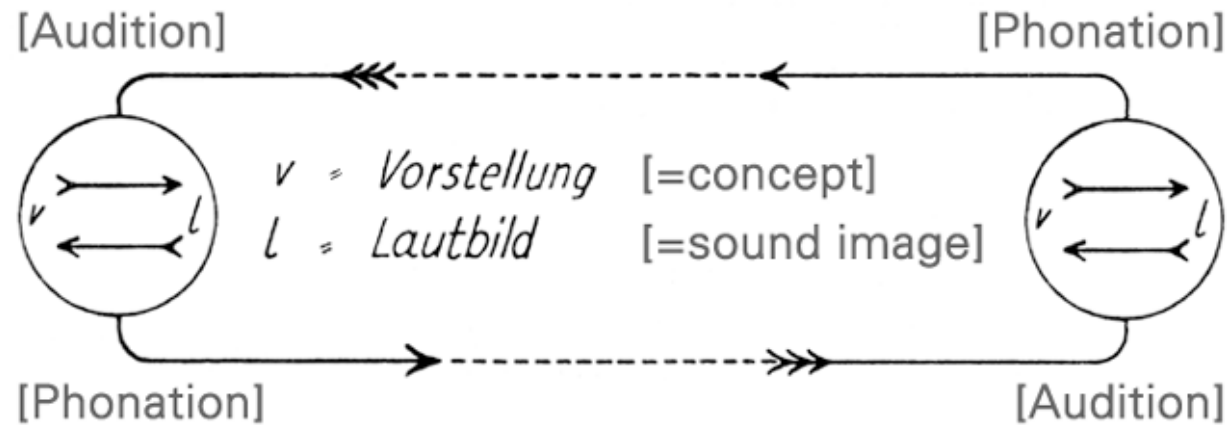 [Audition] [Phonation]
v = Vorstellung [=concept]
l = Lautbild [=sound image]
v l
v l
[Phonation] [Audition]